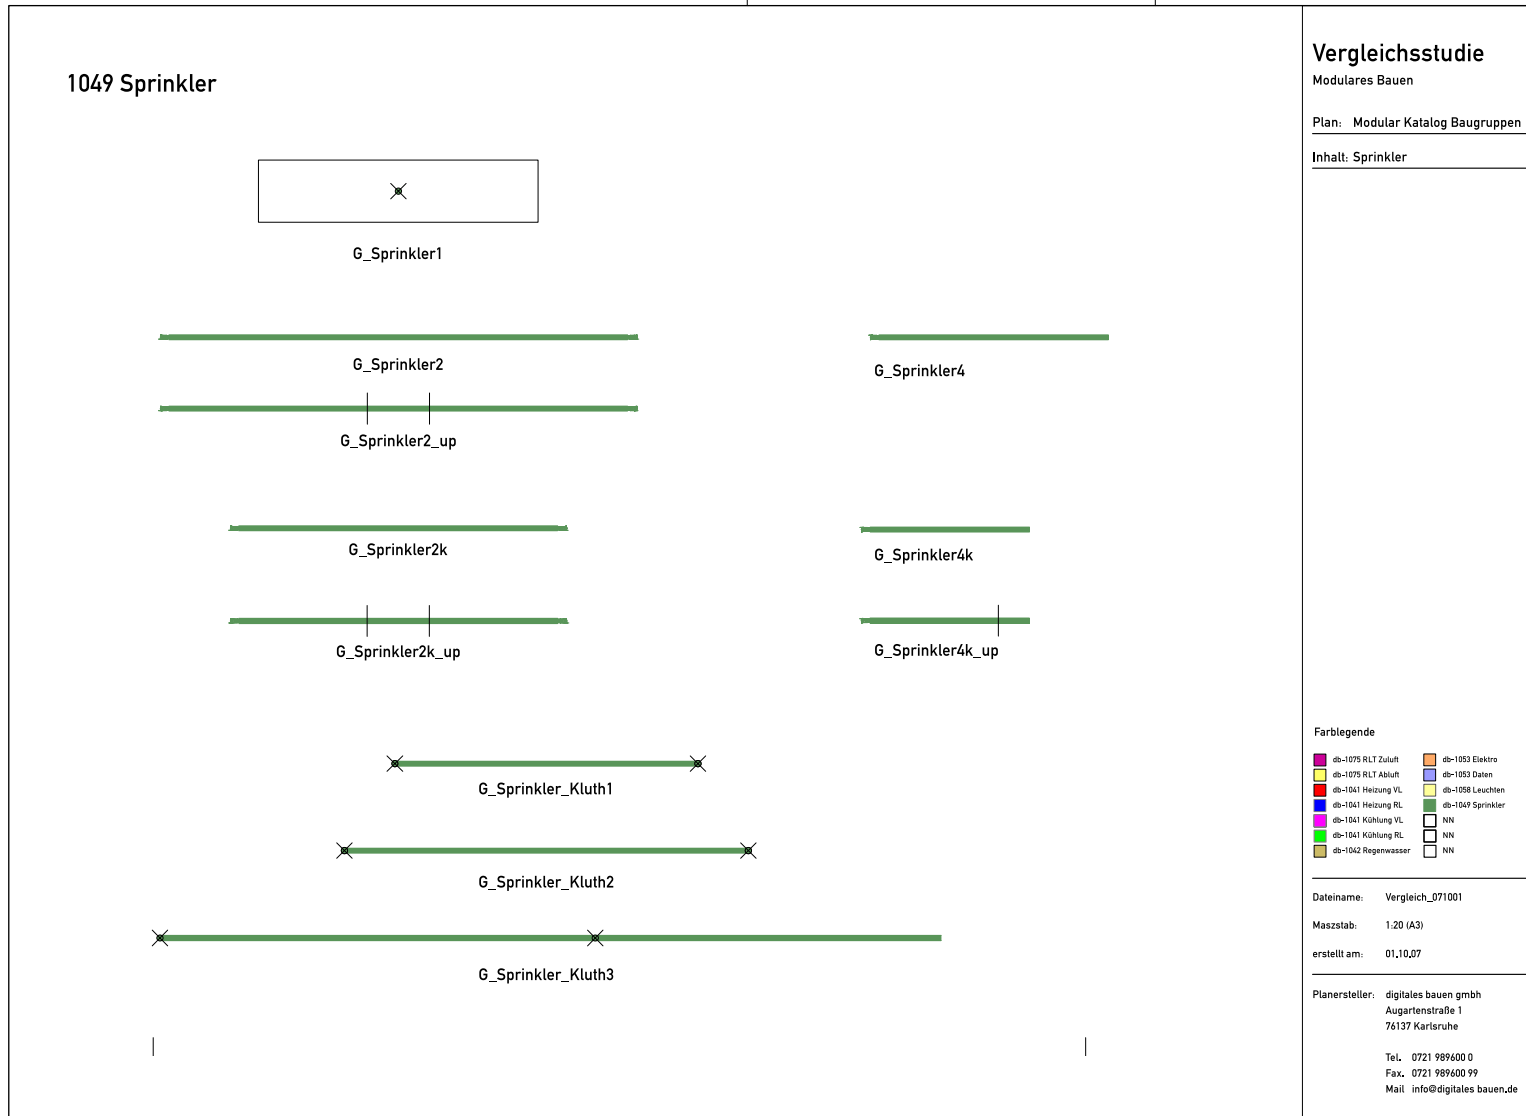 1049 Sprinkler
G_Sprinkler1
G_Sprinkler2
G_Sprinkler4
G_Sprinkler2_up
G_Sprinkler2k
G_Sprinkler4k
G_Sprinkler2k_up
G_Sprinkler4k_up
G_Sprinkler_Kluth1
G_Sprinkler_Kluth2
G_Sprinkler_Kluth3
Vergleichsstudie
Modulares Bauen
Plan: Modular Katalog Baugruppen
Inhalt: Sprinkler
Farblegende
db-1075 RLT Zuluft
db-1053 Elektro
db-1075 RLT Abluft
db-1053 Daten
db-1041 Heizung VL
db-1058 Leuchten
db-1041 Heizung RL
db-1049 Sprinkler
db-1041 Kühlung VL
NN
db-1041 Kühlung RL
NN
db-1042 Regenwasser
NN
Dateiname: Vergleich_071001
Maszstab: 1:20 (A3)
erstellt am: 01.10.07
Planersteller: digitales bauen gmbh
Augartenstraße 1
76137 Karlsruhe
Tel. 0721 989600 0
Fax. 0721 989600 99
Mail info@digitales bauen.de